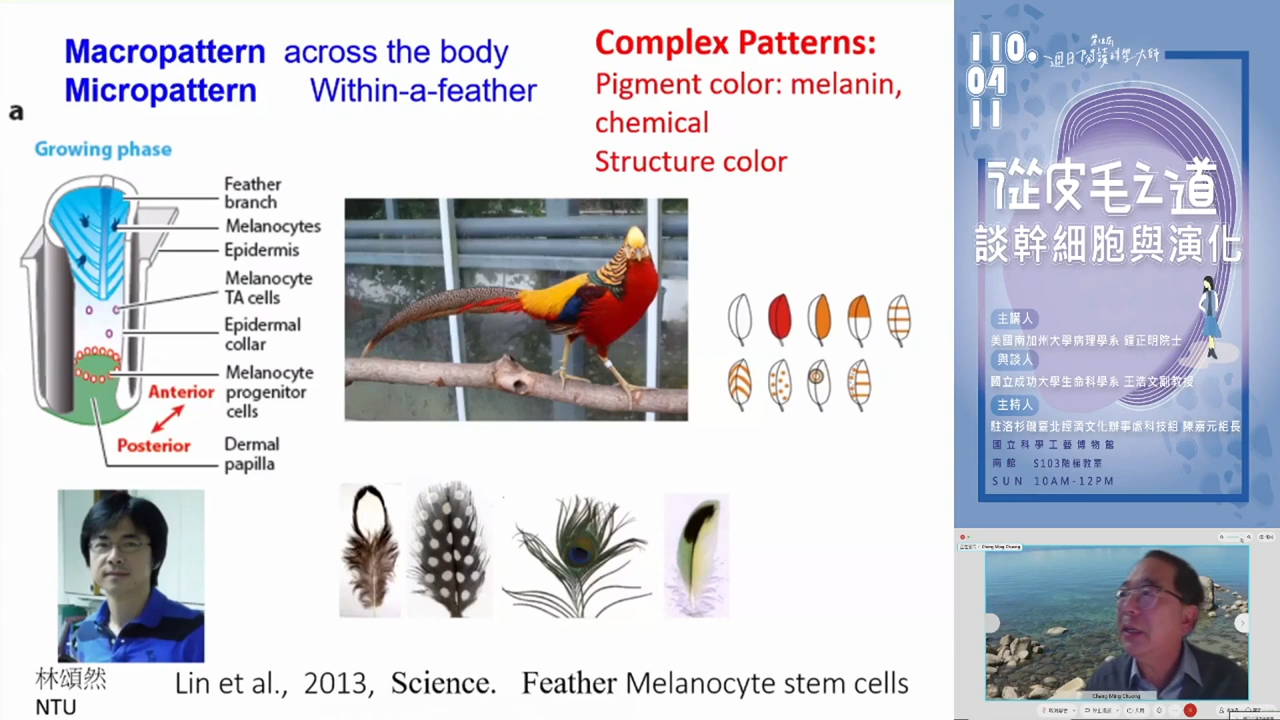 Macropattern across the body
Micropattern Within-a-feather
Complex Patterns:
Pigment color: melanin,
chemical
Structure color
a
Growing phase
Feather
branch
Melanocytes
Epidermis
Melanocyte
TA cells
Epidermal
collar
Melanocyte
progenitor
cells
Anterior
Posterior
Dermal
papilla
林頌然
NTU
Lin et al., 2013, Science. Feather Melanocyte stem cells
110.
04
11
週日閱讀科學大師
從皮毛之道
談幹細胞與演化
主講人
美國南加州大學病理學系 鍾正明院士
與談人
國立成功大學生命科學系 王浩文副教授
主持人
駐洛杉磯臺北經濟文化辦事處科技組 陳嘉元組長
國立科學工藝博物館
南館 S103階梯教室
SUN 10AM-12PM
Cheng Ming Chuong
Cheng Ming Chuong